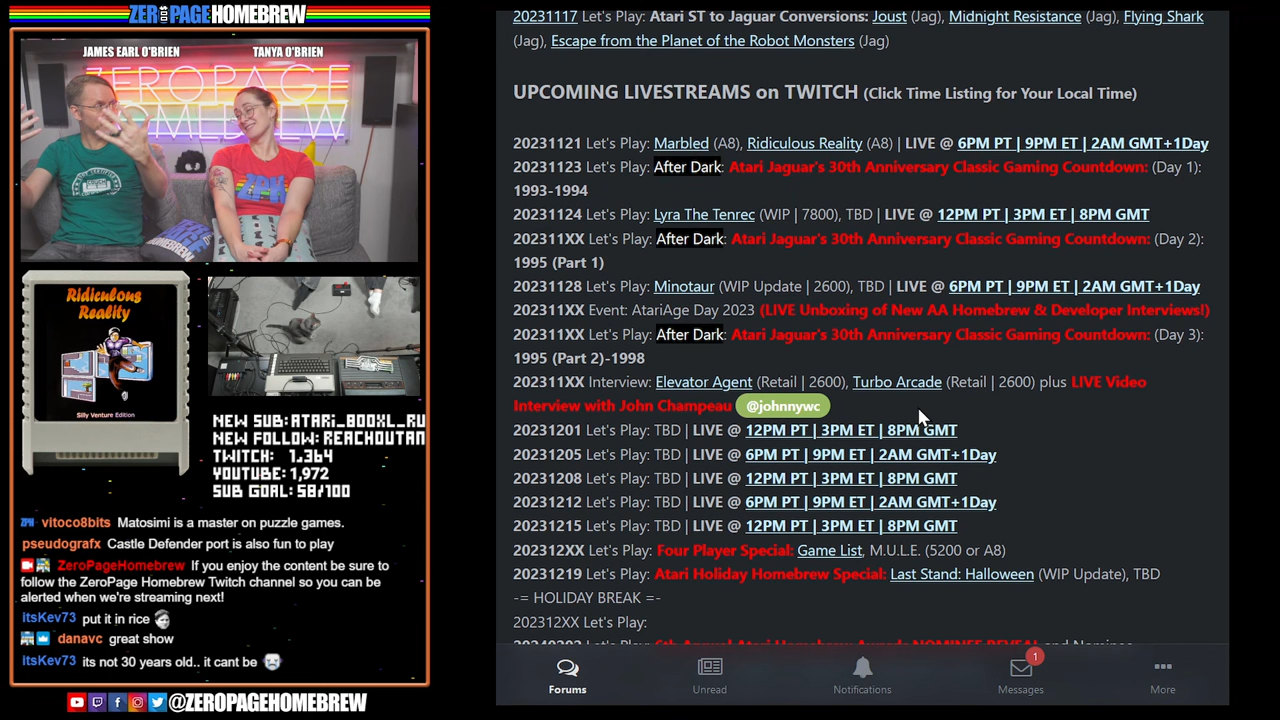 ZEROPAGEHOMEBREW
JAMES EARL O'BRIEN
TANYA O'BRIEN
ZEROPAGE
HOMEBREW
ZPH
HOMEBREW
Ridiculous
Reality
Silly Venture Edition
NEW SUB:ATARI_800XL_RU
NEW FOLLOW:REACHOUTAN
TWITCH: 1,364
YOUTUBE: 1,972
SUB GOAL: 58/100
vitoco8bits Matosimi is a master on puzzle games.
pseudografx Castle Defender port is also fun to play
ZeroPageHomebrew If you enjoy the content be sure to
follow the ZeroPage Homebrew Twitch channel so you can be
alerted when we're streaming next!
itsKev73 put it in rice
danavc great show
itsKev73 its not 30 years old.. it cant be
@ZEROPAGEHOMEBREW
20231117 Let's Play: Atari ST to Jaguar Conversions: Joust (Jag), Midnight Resistance (Jag), Flying Shark
(Jag), Escape from the Planet of the Robot Monsters (Jag)
UPCOMING LIVESTREAMS on TWITCH (Click Time Listing for Your Local Time)
20231121 Let's Play: Marbled (A8), Ridiculous Reality (A8) | LIVE @ 6PM PT | 9PM ET | 2AM GMT+1Day
20231123 Let's Play: After Dark: Atari Jaguar's 30th Anniversary Classic Gaming Countdown: (Day 1):
1993-1994
20231124 Let's Play: Lyra The Tenrec (WIP | 7800), TBD | LIVE @ 12PM PT | 3PM ET | 8PM GMT
202311XX Let's Play: After Dark: Atari Jaguar's 30th Anniversary Classic Gaming Countdown: (Day 2):
1995 (Part 1)
20231128 Let's Play: Minotaur (WIP Update | 2600), TBD | LIVE @ 6PM PT | 9PM ET | 2AM GMT+1Day
202311XX Event: AtariAge Day 2023 (LIVE Unboxing of New AA Homebrew & Developer Interviews!)
202311XX Let's Play: After Dark: Atari Jaguar's 30th Anniversary Classic Gaming Countdown: (Day 3):
1995 (Part 2)-1998
202311XX Interview: Elevator Agent (Retail | 2600), Turbo Arcade (Retail | 2600) plus LIVE Video
Interview with John Champeau @johnnywc
20231201 Let's Play: TBD | LIVE @ 12PM PT | 3PM ET | 8PM GMT
20231205 Let's Play: TBD | LIVE @ 6PM PT | 9PM ET | 2AM GMT+1Day
20231208 Let's Play: TBD | LIVE @ 12PM PT | 3PM ET | 8PM GMT
20231212 Let's Play: TBD | LIVE @ 6PM PT | 9PM ET | 2AM GMT+1Day
20231215 Let's Play: TBD | LIVE @ 12PM PT | 3PM ET | 8PM GMT
202312XX Let's Play: Four Player Special: Game List, M.U.L.E. (5200 or A8)
20231219 Let's Play: Atari Holiday Homebrew Special: Last Stand: Halloween (WIP Update), TBD
-= HOLIDAY BREAK =-
202312XX Let's Play:
Forums
Unread
Notifications
1
Messages
More